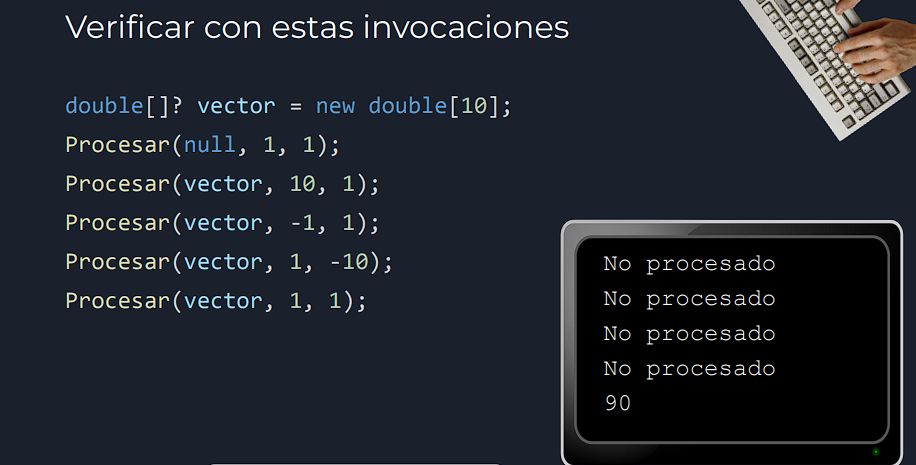 Verificar con estas invocaciones
double[]? vector = new double[10];
Procesar(null, 1, 1);
Procesar(vector, 10, 1);
Procesar(vector, -1, 1);
Procesar(vector, 1, -10);
Procesar(vector, 1, 1);
No procesado
No procesado
No procesado
No procesado
90